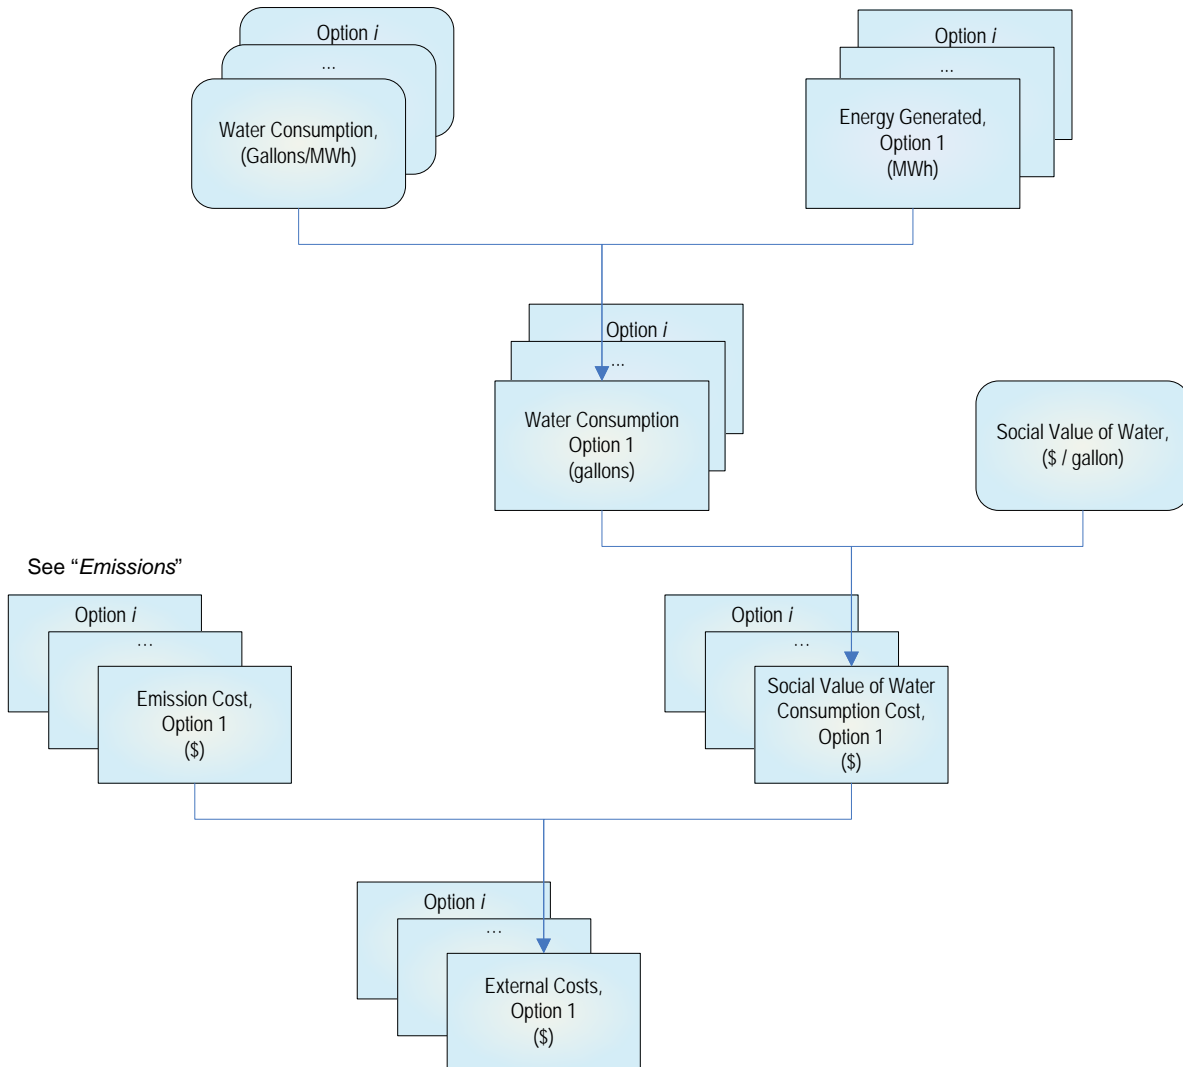 Option i
...
Water Consumption,
(Gallons/MWh)
Option i
...
Energy Generated,
Option 1
(MWh)
Option i
...
Water Consumption
Option 1
(gallons)
Social Value of Water,
($ / gallon)
See “Emissions”
Option i
...
Emission Cost,
Option 1
($)
Option i
...
Social Value of Water
Consumption Cost,
Option 1
($)
Option i
...
External Costs,
Option 1
($)